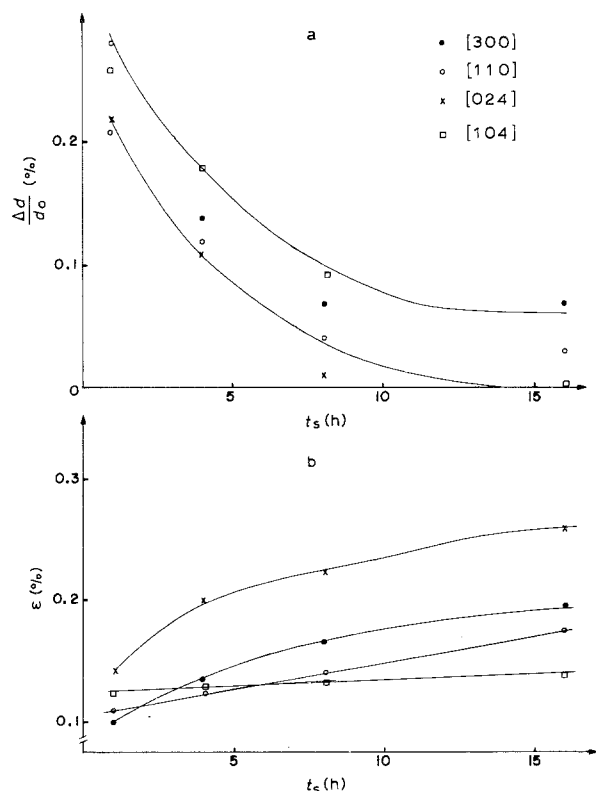 a
● [300]
○ [110]
x [024]
□ [104]
Δd/do (%)
0.2
0.1
0
5
10
15
ts(h)
b
ε (%)
0.3
0.2
0.1
5
10
15
ts(h)